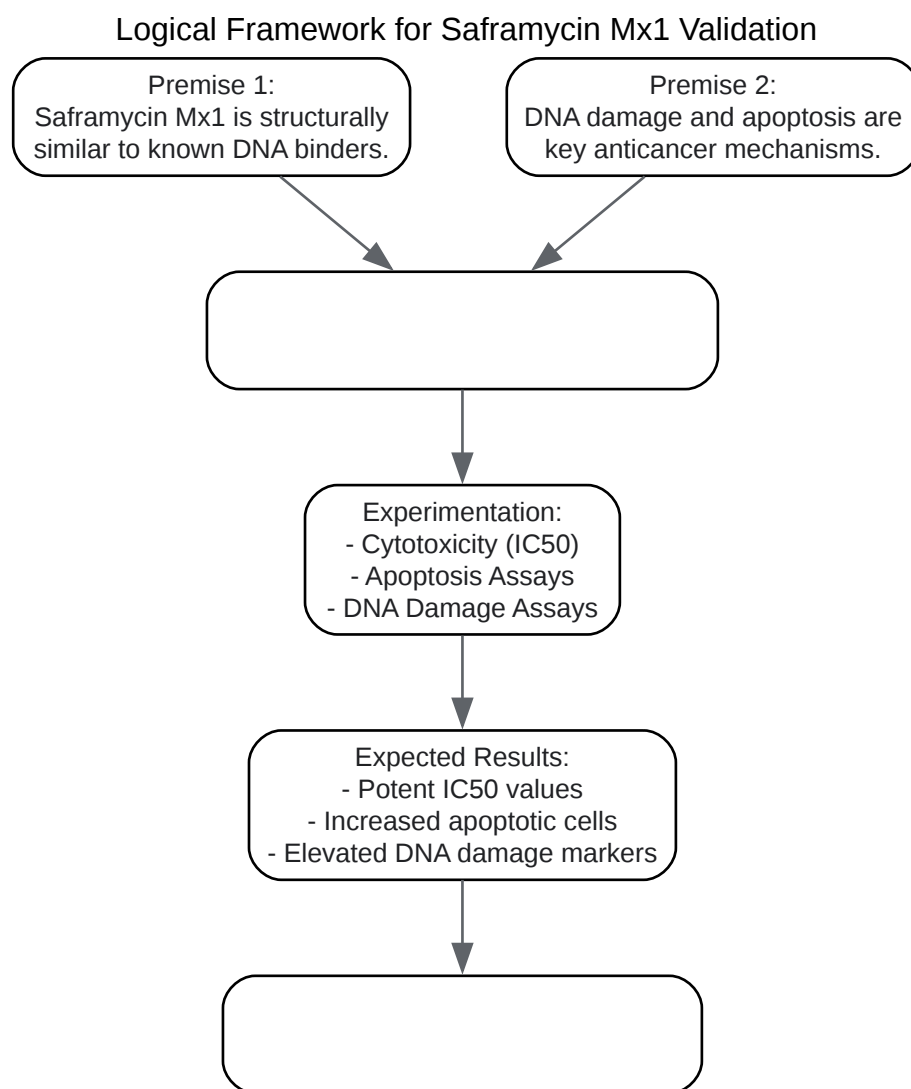 Logical Framework for Saframycin Mx1 Validation
Premise 1:
Saframycin Mx1 is structurally
similar to known DNA binders.
Premise 2:
DNA damage and apoptosis are
key anticancer mechanisms.
Experimentation:
- Cytotoxicity (IC50)
- Apoptosis Assays
- DNA Damage Assays
Expected Results:
- Potent IC50 values
- Increased apoptotic cells
- Elevated DNA damage markers